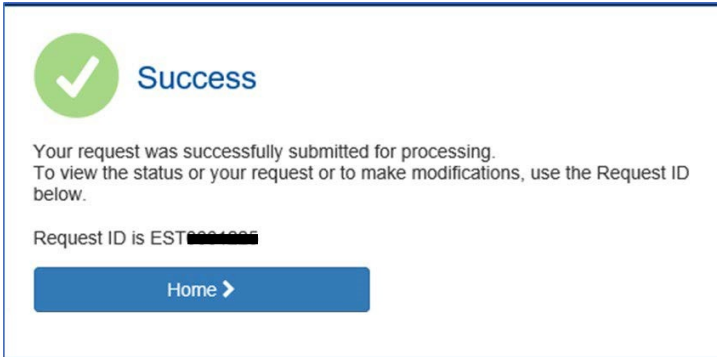 Success
Your request was successfully submitted for processing.
To view the status or your request or to make modifications, use the Request ID
below.
Request ID is EST
Home